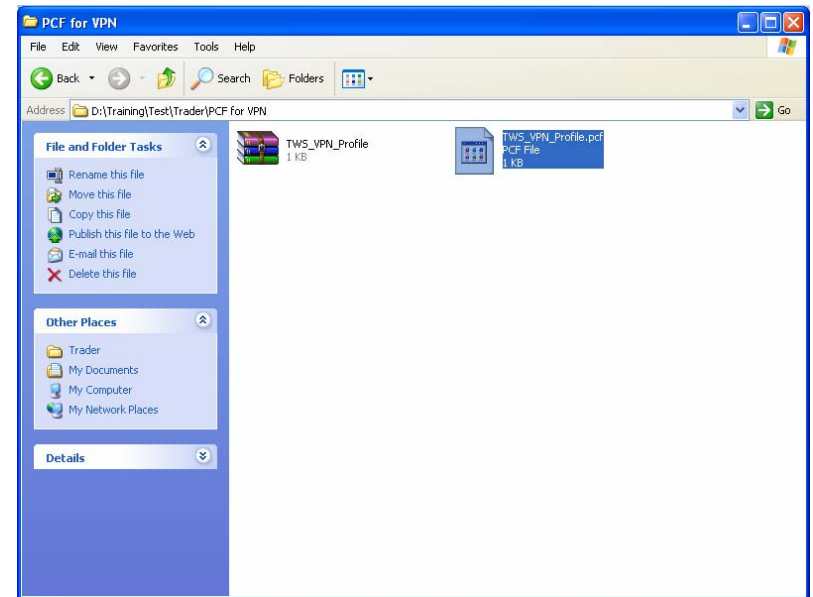 PCF for VPN
File Edit View Favorites Tools Help
Back Search Folders
Address D:\Training\Test\Trader\PCF for VPN Go
File and Folder Tasks
Rename this file
Move this file
Copy this file
Publish this file to the Web
E-mail this file
Delete this file
Other Places
Trader
My Documents
My Computer
My Network Places
Details
TWS_VPN_Profile
1 KB
TWS_VPN_Profile.pcf
PCF File
1 KB